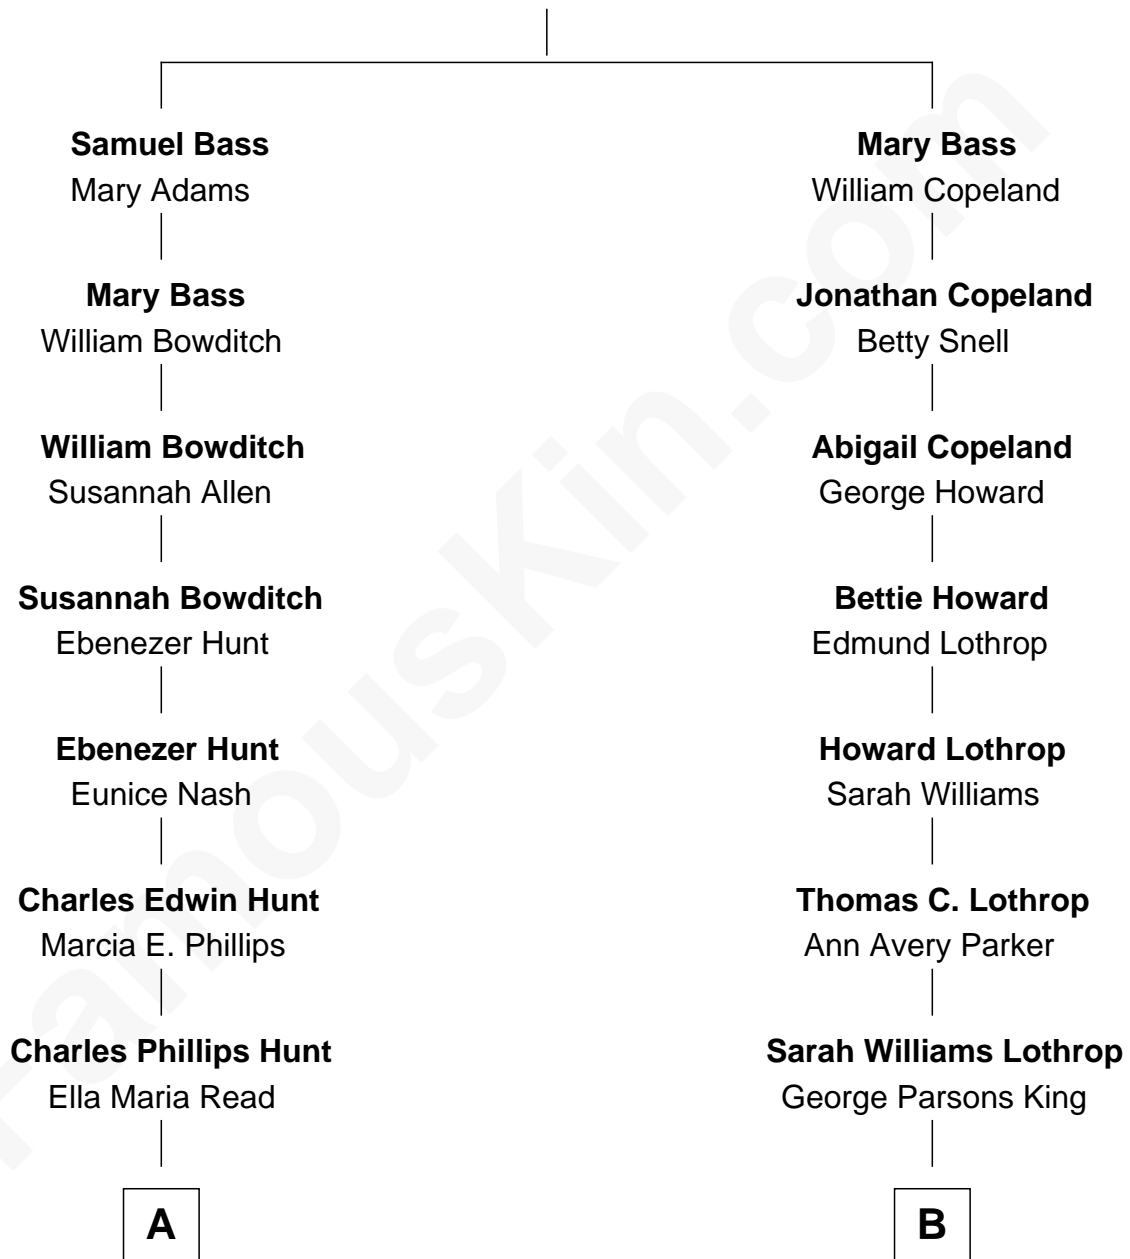 Samuel Bass
Mary Adams
Mary Bass
William Bowditch
William Bowditch
Susannah Allen
Susannah Bowditch
Ebenezer Hunt
Ebenezer Hunt
Eunice Nash
Charles Edwin Hunt
Marcia E. Phillips
Charles Phillips Hunt
Ella Maria Read
A
Mary Bass
William Copeland
Jonathan Copeland
Betty Snell
Abigail Copeland
George Howard
Bettie Howard
Edmund Lothrop
Howard Lothrop
Sarah Williams
Thomas C. Lothrop
Ann Avery Parker
Sarah Williams Lothrop
George Parsons King
B
FamousKin.com